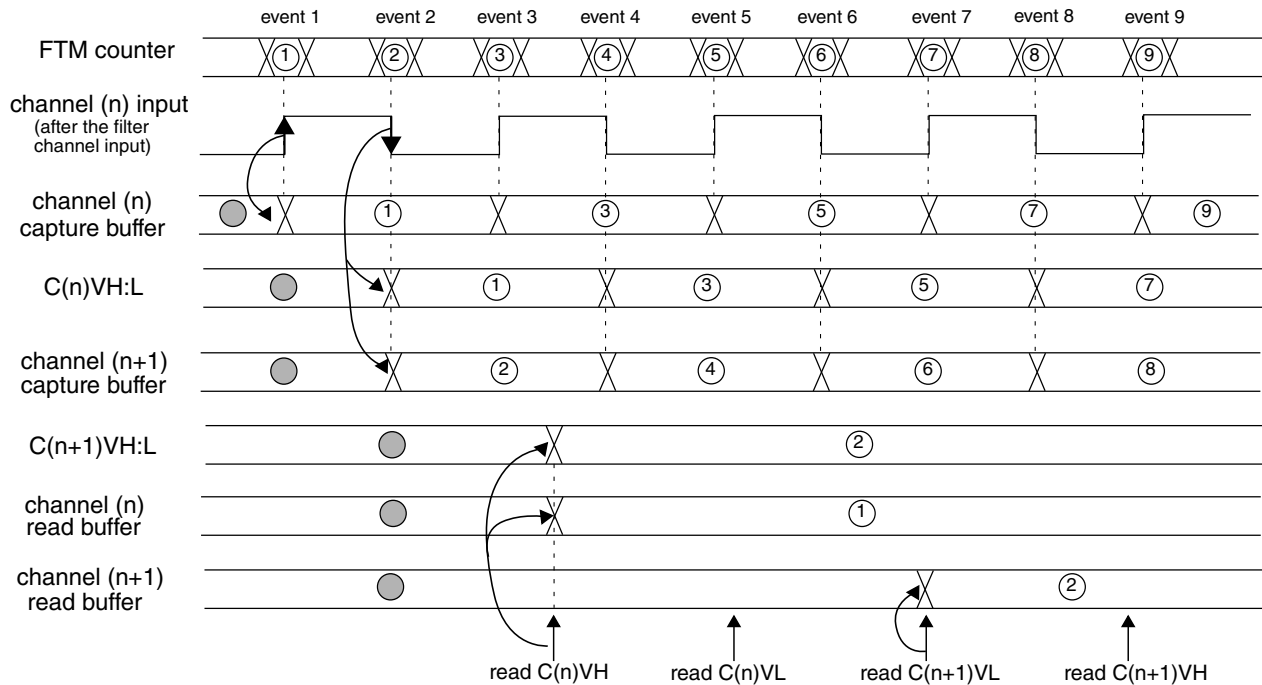 event 1 event 2 event 3 event 4 event 5 event 6 event 7 event 8 event 9
FTM counter
1 2 3 4 5 6 7 8 9
channel (n) input
(after the filter
channel input)
channel (n)
capture buffer
1 3 5 7 9
C(n)VH:L
1 3 5 7
channel (n+1)
capture buffer
2 4 6 8
C(n+1)VH:L
2
channel (n)
read buffer
1
channel (n+1)
read buffer
2
read C(n)VH read C(n)VL read C(n+1)VL read C(n+1)VH